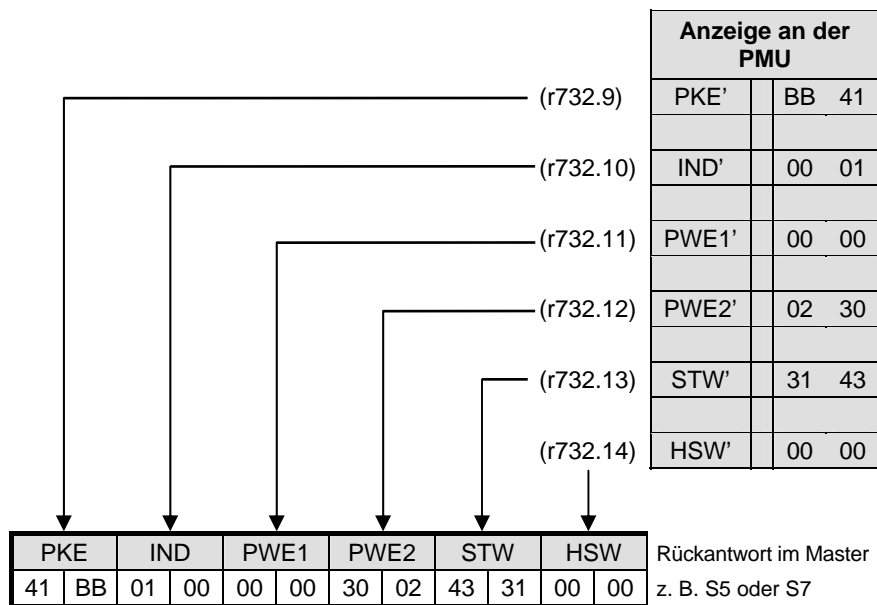 Anzeige an der
PMU
(r732.9) PKE' BB 41
(r732.10) IND' 00 01
(r732.11) PWE1' 00 00
(r732.12) PWE2' 02 30
(r732.13) STW' 31 43
(r732.14) HSW' 00 00
PKE IND PWE1 PWE2 STW HSW Rückantwort im Master
41 BB 01 00 00 00 30 02 43 31 00 00 z. B. S5 oder S7